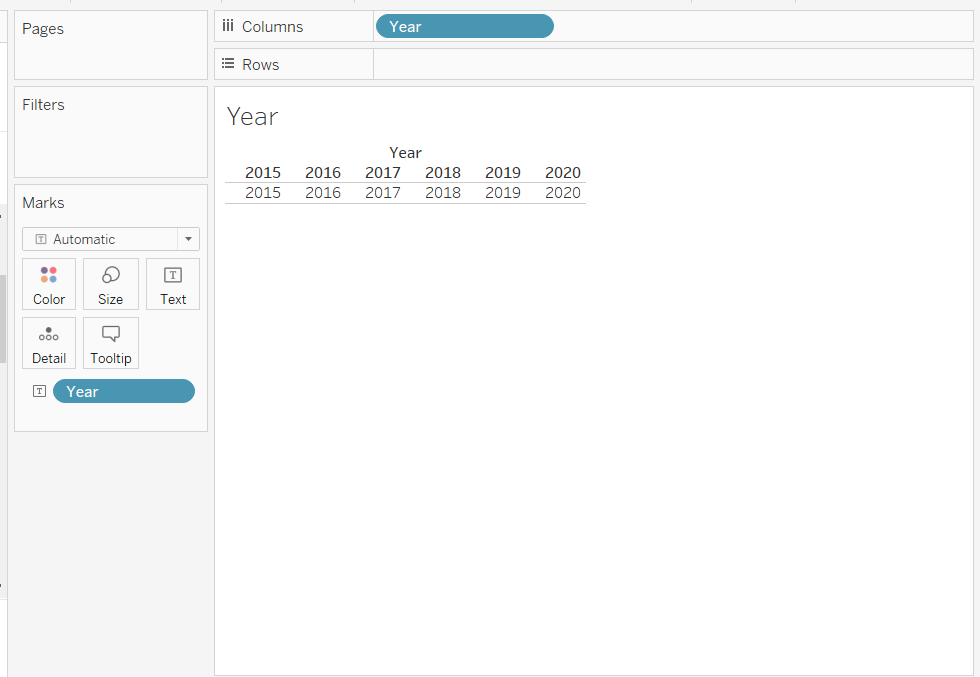 Pages
Columns Year
Rows
Filters
Year
Year
2015 2016 2017 2018 2019 2020
2015 2016 2017 2018 2019 2020
Marks
T Automatic
T
Color Size Text
Detail Tooltip
T Year